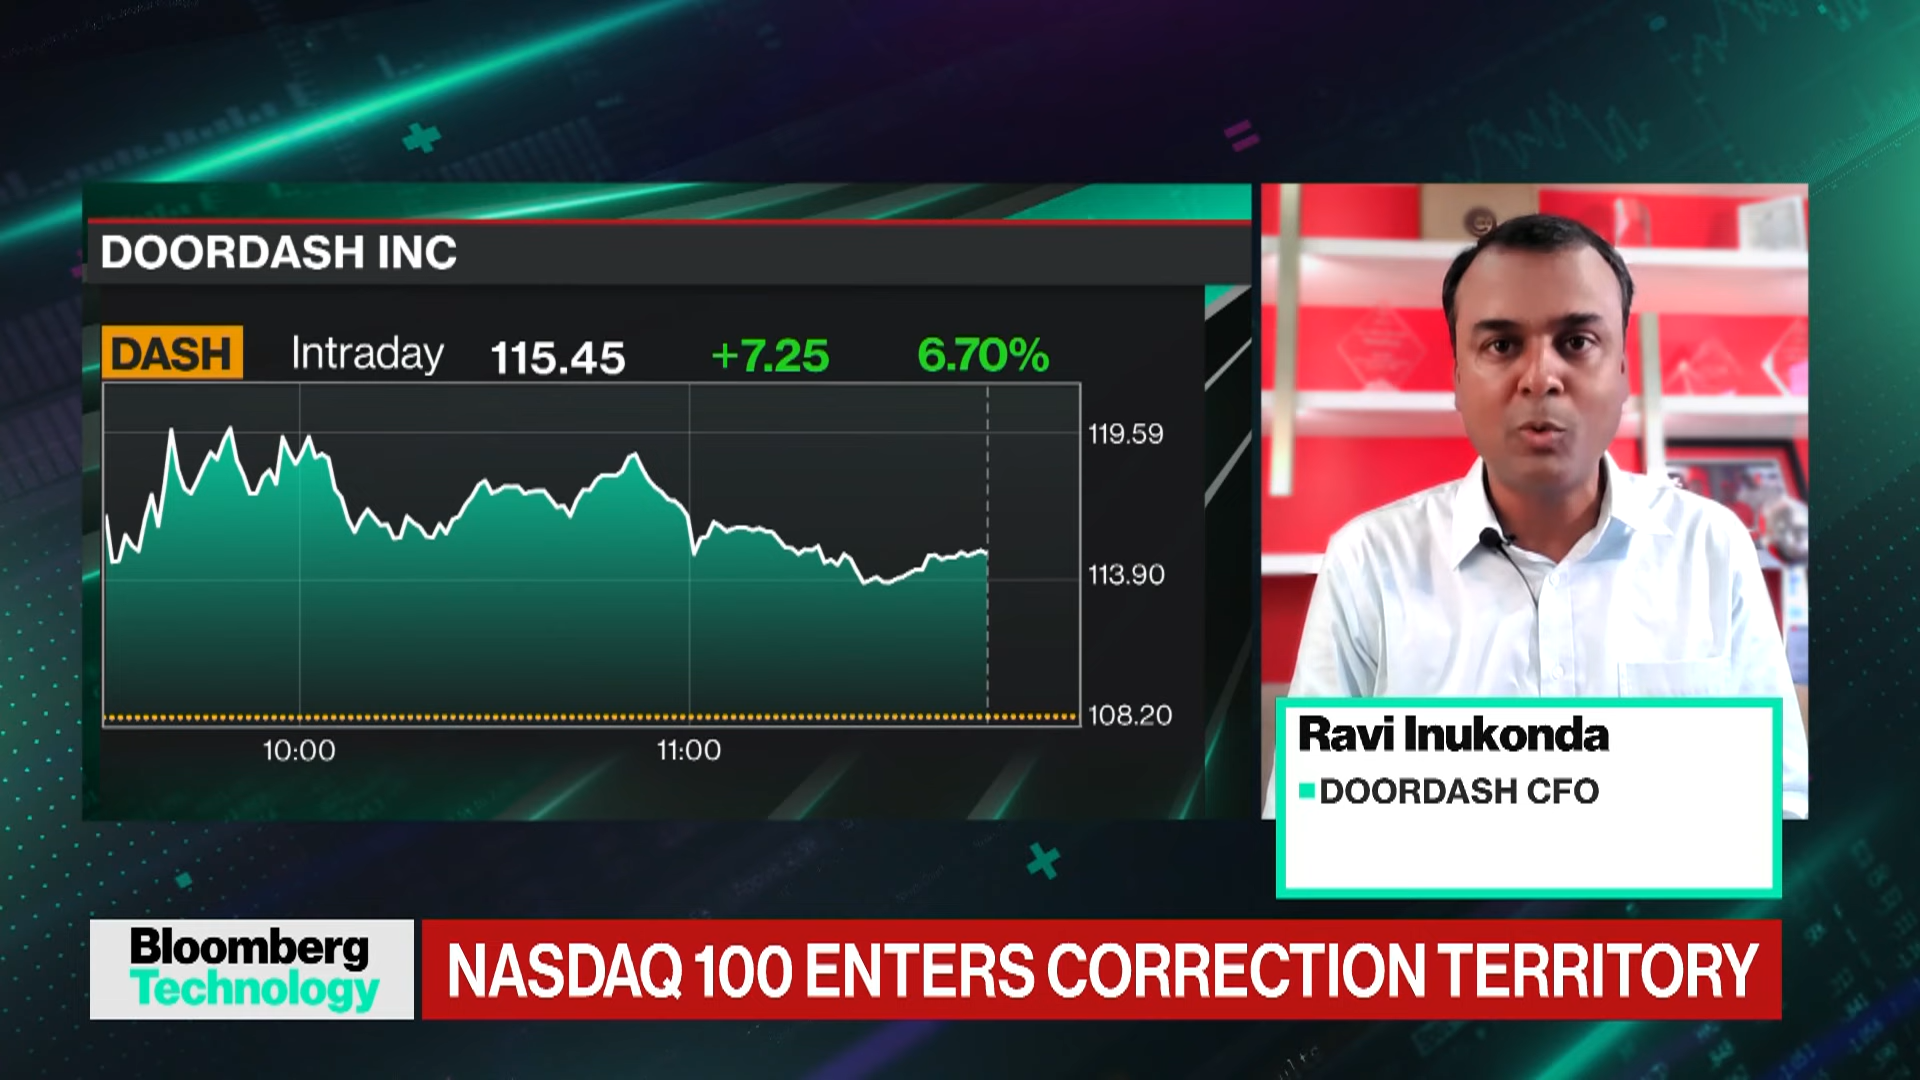 DOORDASH INC
DASH Intraday 115.45 +7.25 6.70%
119.59
113.90
108.20
10:00 11:00
Ravi Inukonda
DOORDASH CFO
Bloomberg
Technology
NASDAQ 100 ENTERS CORRECTION TERRITORY